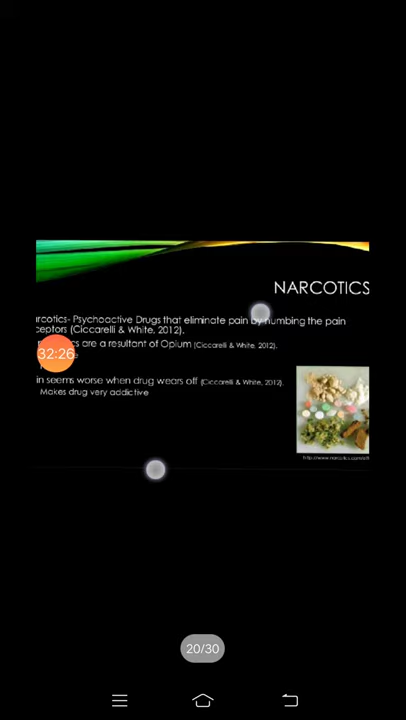 NARCOTICS
arcotics- Psychoactive Drugs that eliminate pain by numbing the pain
ceptors (Ciccarelli & White, 2012).
cs are a resultant of Opium (Ciccarelli & White, 2012).
32:26
in seems worse when drug wears off (Ciccarelli & White, 2012).
Makes drug very addictive
20/30